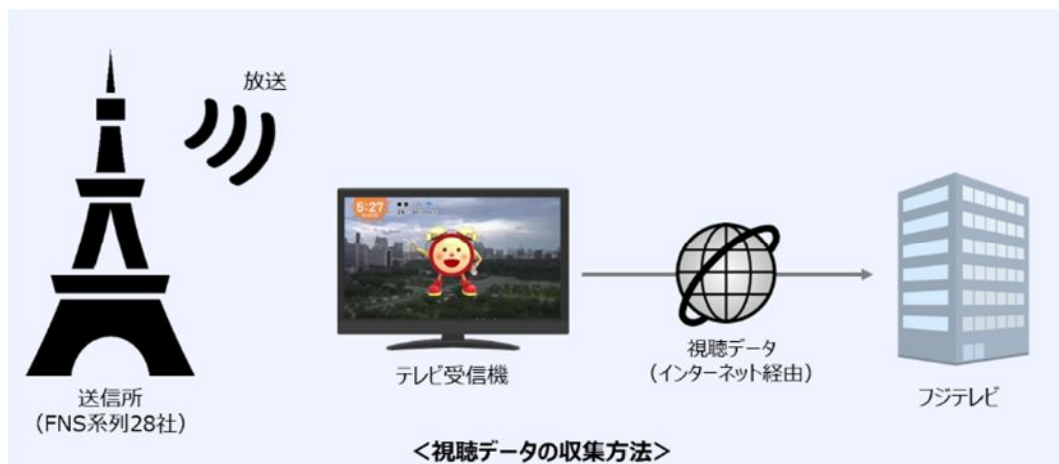 放送
5:27
テレビ受信機
視聴データ
（インターネット経由）
フジテレビ
送信所
（FNS系列28社）
＜視聴データの収集方法＞